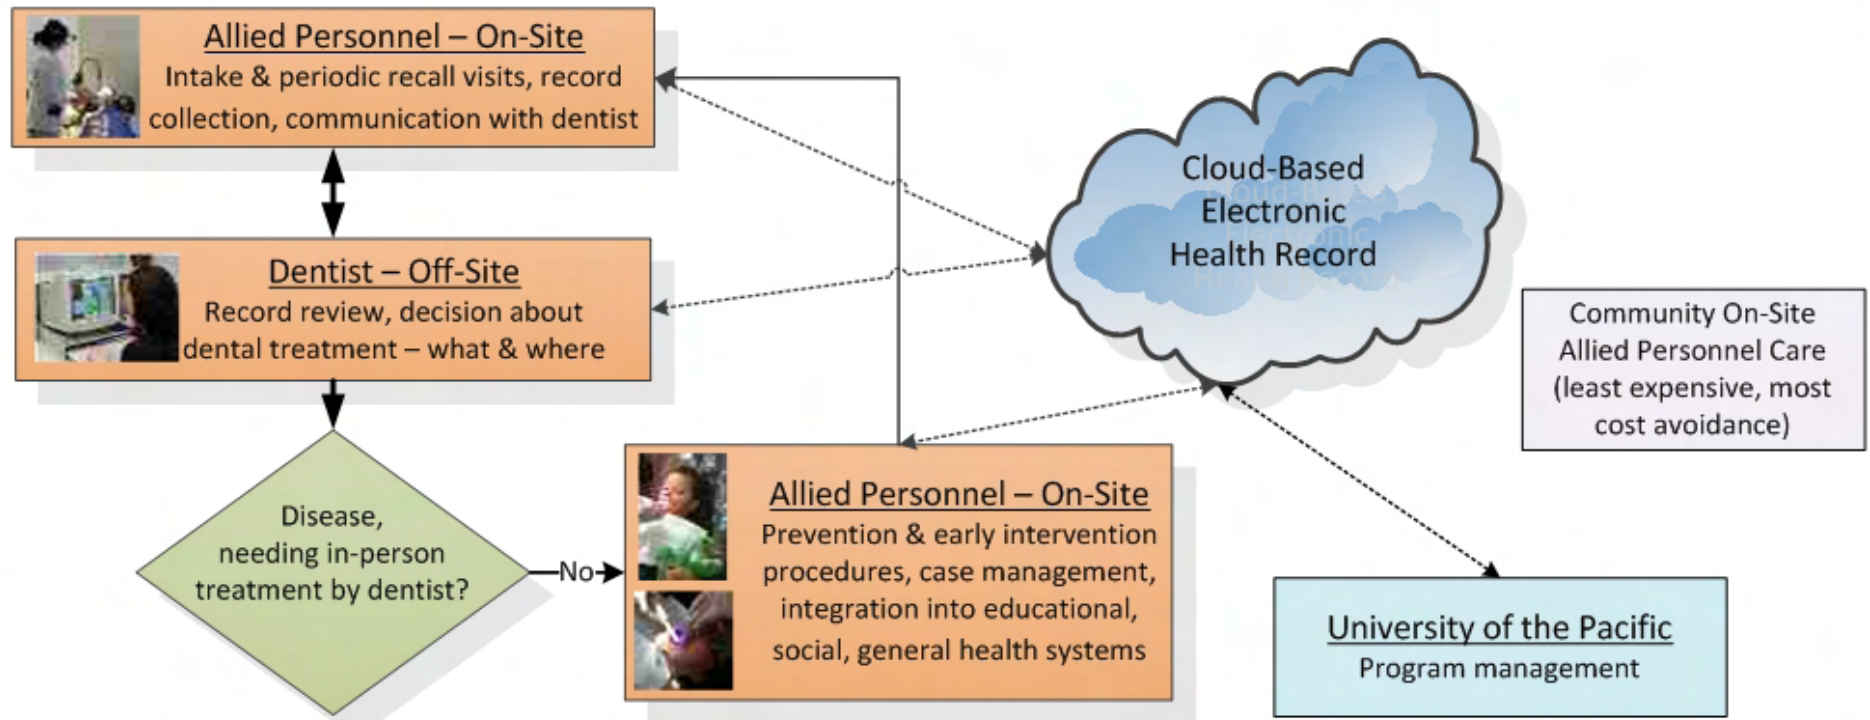 Allied Personnel – On-Site
Intake & periodic recall visits, record
collection, communication with dentist
Dentist – Off-Site
Record review, decision about
dental treatment – what & where
Disease,
needing in-person
treatment by dentist?
No
Allied Personnel – On-Site
Prevention & early intervention
procedures, case management,
integration into educational,
social, general health systems
Cloud-Based
Electronic
Health Record
Community On-Site
Allied Personnel Care
(least expensive, most
cost avoidance)
University of the Pacific
Program management